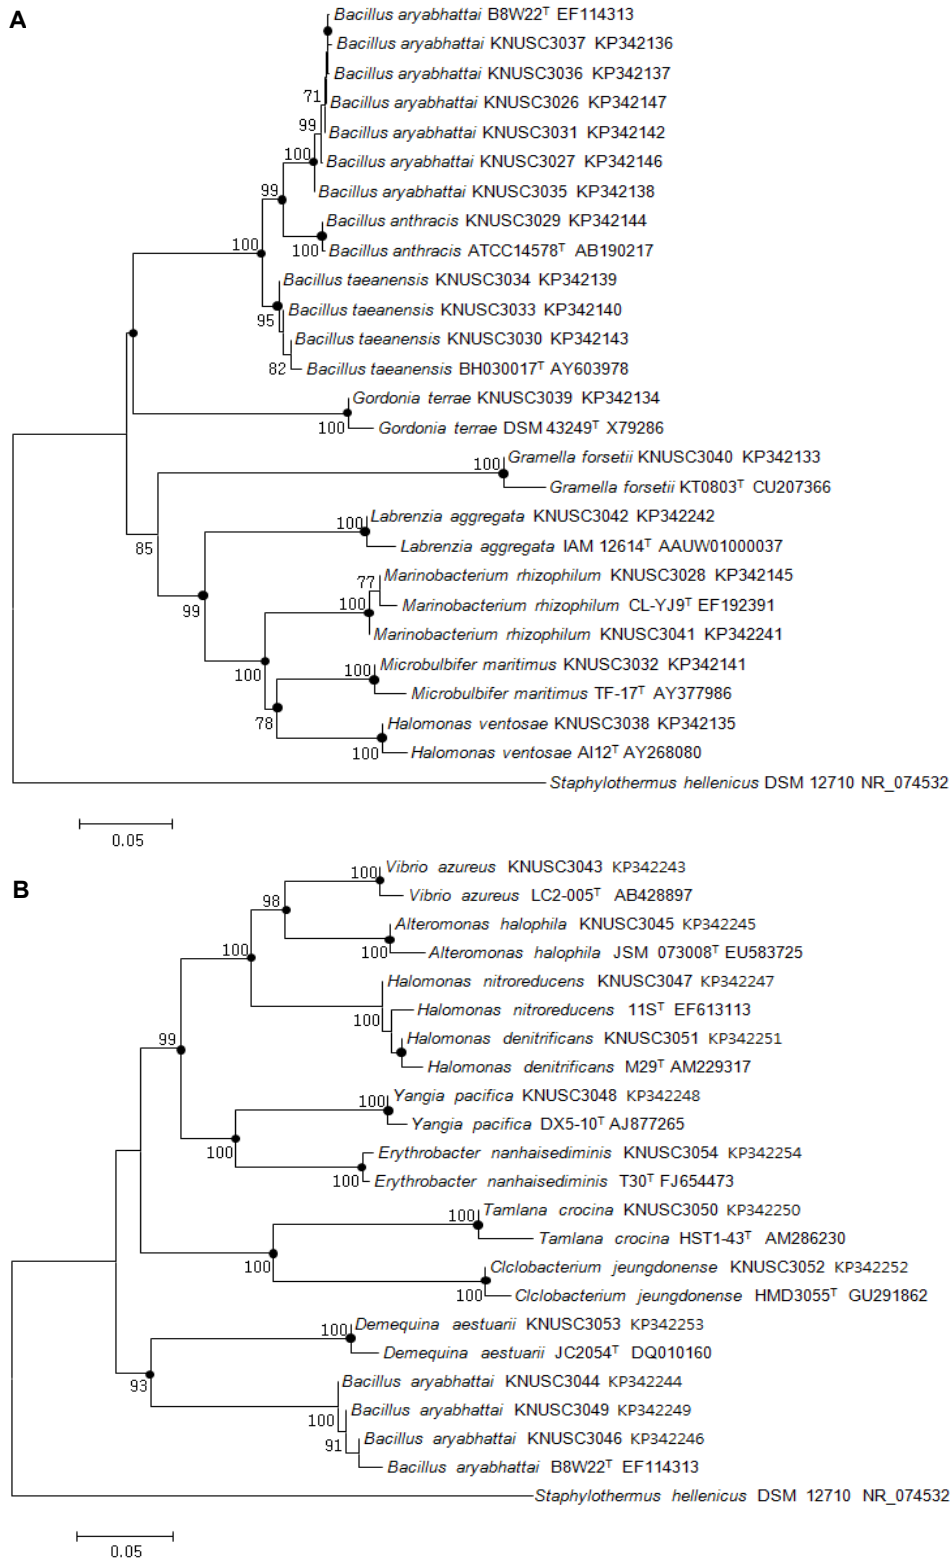 A
Bacillus aryabhattai B8W22ᵀ EF114313
Bacillus aryabhattai KNUSC3037 KP342136
Bacillus aryabhattai KNUSC3036 KP342137
71
Bacillus aryabhattai KNUSC3026 KP342147
99
Bacillus aryabhattai KNUSC3031 KP342142
100
Bacillus aryabhattai KNUSC3027 KP342146
99
Bacillus aryabhattai KNUSC3035 KP342138
Bacillus anthracis KNUSC3029 KP342144
100
100
Bacillus anthracis ATCC14578ᵀ AB190217
Bacillus taeanensis KNUSC3034 KP342139
95
Bacillus taeanensis KNUSC3033 KP342140
Bacillus taeanensis KNUSC3030 KP342143
82
Bacillus taeanensis BH030017ᵀ AY603978
Gordonia terrae KNUSC3039 KP342134
100
Gordonia terrae DSM 43249ᵀ X79286
100
Gramella forsetii KNUSC3040 KP342133
Gramella forsetii KT0803ᵀ CU207366
100
Labrenzia aggregata KNUSC3042 KP342242
85
Labrenzia aggregata IAM 12614ᵀ AAUW01000037
77
Marinobacterium rhizophilum KNUSC3028 KP342145
100
99
Marinobacterium rhizophilum CL-YJ9ᵀ EF192391
Marinobacterium rhizophilum KNUSC3041 KP342241
100
100
Microbulbifer maritimus KNUSC3032 KP342141
Microbulbifer maritimus TF-17ᵀ AY377986
78
Halomonas ventosae KNUSC3038 KP342135
100
Halomonas ventosae Al12ᵀ AY268080
Staphylothermus hellenicus DSM 12710 NR_074532
0.05
B
100
Vibrio azureus KNUSC3043 KP342243
98
Vibrio azureus LC2-005ᵀ AB428897
Alteromonas halophila KNUSC3045 KP342245
100
100
Alteromonas halophila JSM 073008ᵀ EU583725
Halomonas nitroreducens KNUSC3047 KP342247
100
Halomonas nitroreducens 11Sᵀ EF613113
99
Halomonas denitrificans KNUSC3051 KP342251
Halomonas denitrificans M29ᵀ AM229317
100
Yangia pacifica KNUSC3048 KP342248
Yangia pacifica DX5-10ᵀ AJ877265
100
Erythrobacter nanhaisediminis KNUSC3054 KP342254
100
Erythrobacter nanhaisediminis T30ᵀ FJ654473
100
Tamlana crocina KNUSC3050 KP342250
Tamlana crocina HST1-43ᵀ AM286230
100
Clclobacterium jeungdonense KNUSC3052 KP342252
100
Clclobacterium jeungdonense HMD3055ᵀ GU291862
100
Demequina aestuarii KNUSC3053 KP342253
Demequina aestuarii JC2054ᵀ DQ010160
93
Bacillus aryabhattai KNUSC3044 KP342244
100
Bacillus aryabhattai KNUSC3049 KP342249
91
Bacillus aryabhattai KNUSC3046 KP342246
Bacillus aryabhattai B8W22ᵀ EF114313
Staphylothermus hellenicus DSM 12710 NR_074532
0.05